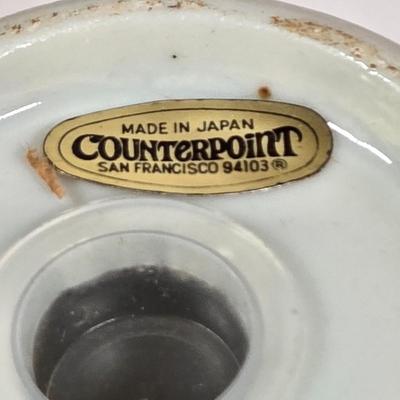 MADE IN JAPAN
COUNTERPOINT
SAN FRANCISCO 94103®